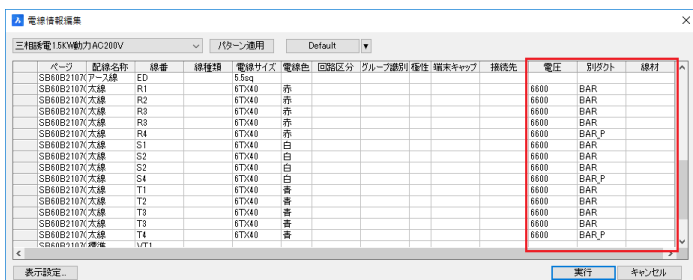 電線情報編集
三相誘電1.5KW動力AC200V パターン適用 Default
ページ 配線名称 線番 線種類 電線サイズ 電線色 回路区分 グループ識別 極性 端末キャップ 接続先 電圧 別ダクト 線材
SB60B2107( アース線 ED 5.5sq
SB60B2107( 太線 R1 6TX40 赤 6600 BAR
SB60B2107( 太線 R2 6TX40 赤 6600 BAR
SB60B2107( 太線 R3 6TX40 赤 6600 BAR
SB60B2107( 太線 R3 6TX40 赤 6600 BAR
SB60B2107( 太線 R4 6TX40 赤 6600 BAR_P
SB60B2107( 太線 S1 6TX40 白 6600 BAR
SB60B2107( 太線 S2 6TX40 白 6600 BAR
SB60B2107( 太線 S2 6TX40 白 6600 BAR
SB60B2107( 太線 S4 6TX40 白 6600 BAR_P
SB60B2107( 太線 T1 6TX40 青 6600 BAR
SB60B2107( 太線 T2 6TX40 青 6600 BAR
SB60B2107( 太線 T3 6TX40 青 6600 BAR
SB60B2107( 太線 T3 6TX40 青 6600 BAR
SB60B2107( 太線 T4 6TX40 青 6600 BAR_P
SB60B2107( 標準 VT1
表示設定... 実行 キャンセル